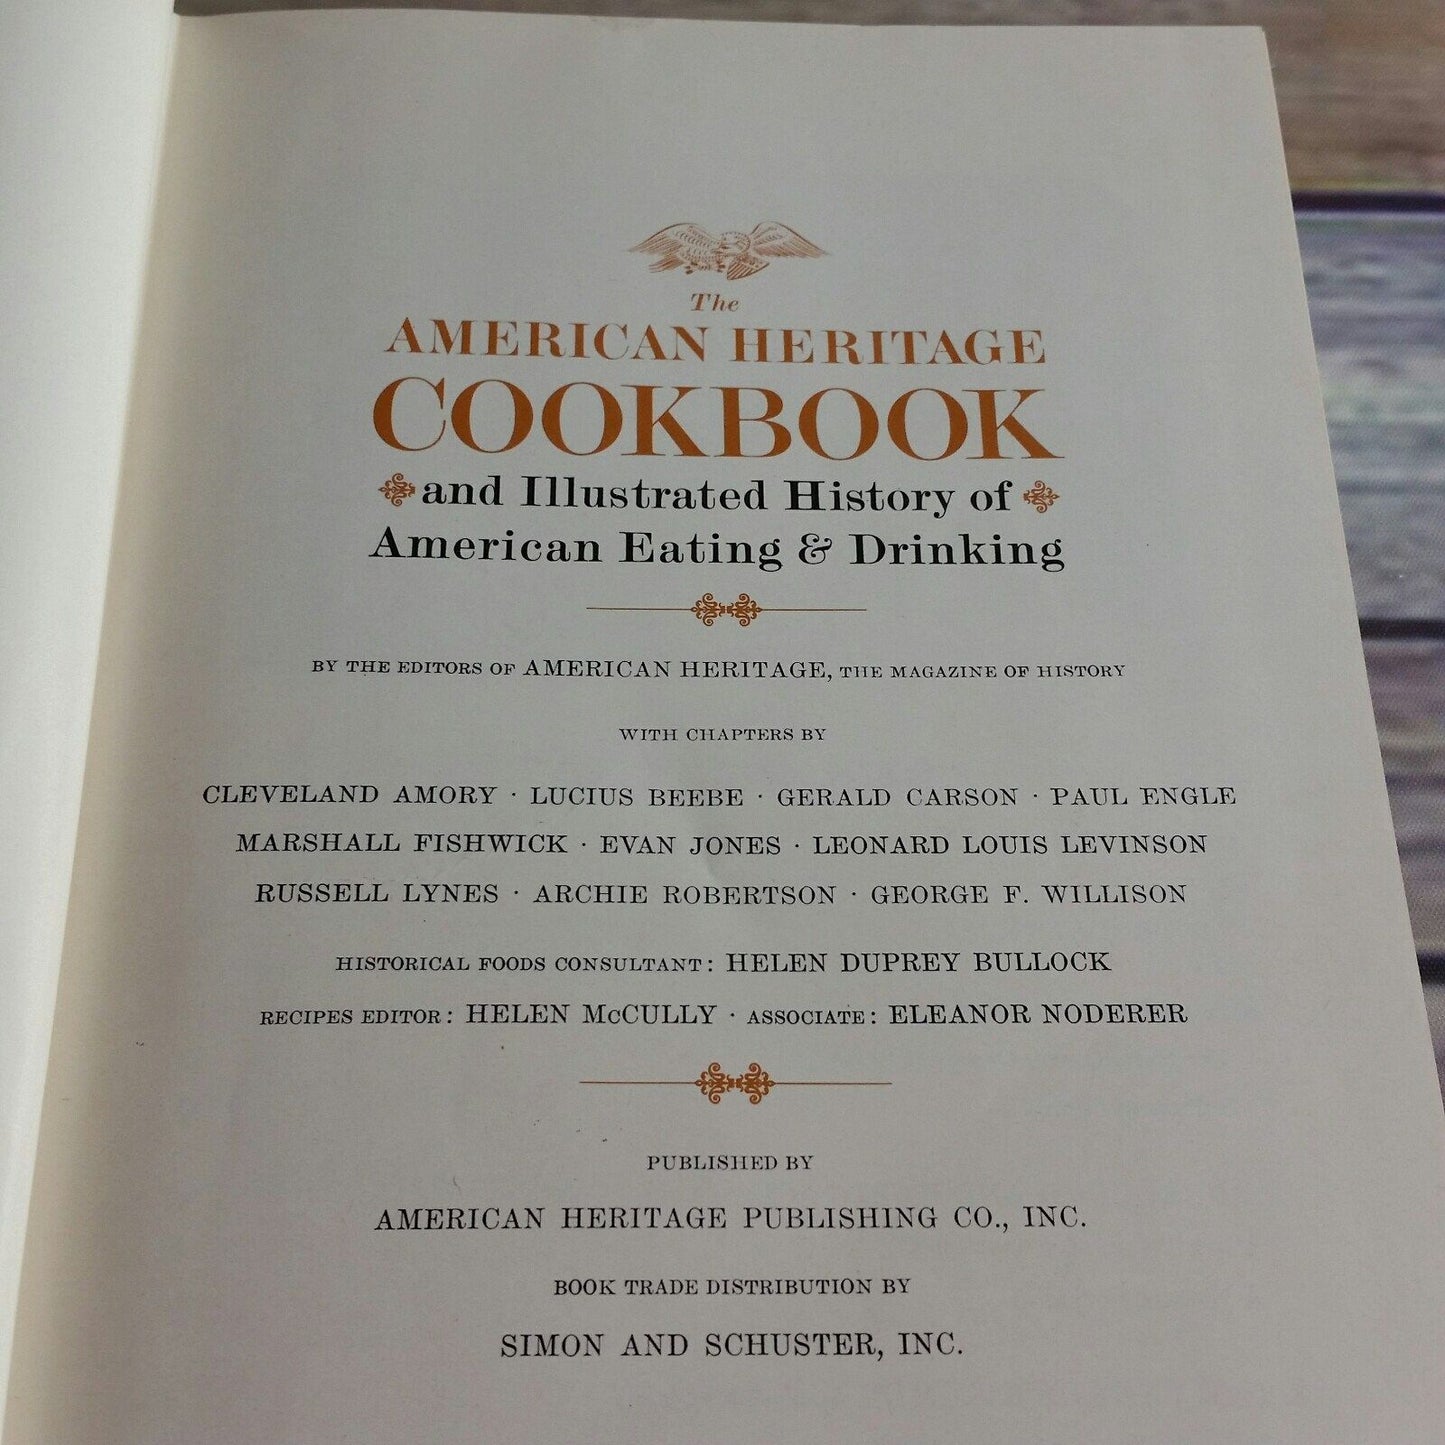 The
AMERICAN HERITAGE
COOKBOOK
and Illustrated History of
American Eating & Drinking
BY THE EDITORS OF AMERICAN HERITAGE, THE MAGAZINE OF HISTORY
WITH CHAPTERS BY
CLEVELAND AMORY · LUCIUS BEEBE · GERALD CARSON · PAUL ENGLE
MARSHALL FISHWICK · EVAN JONES · LEONARD LOUIS LEVINSON
RUSSELL LYNES · ARCHIE ROBERTSON · GEORGE F. WILLISON
HISTORICAL FOODS CONSULTANT: HELEN DUPREY BULLOCK
RECIPES EDITOR: HELEN McCULLY · ASSOCIATE: ELEANOR NODERER
PUBLISHED BY
AMERICAN HERITAGE PUBLISHING CO., INC.
BOOK TRADE DISTRIBUTION BY
SIMON AND SCHUSTER, INC.